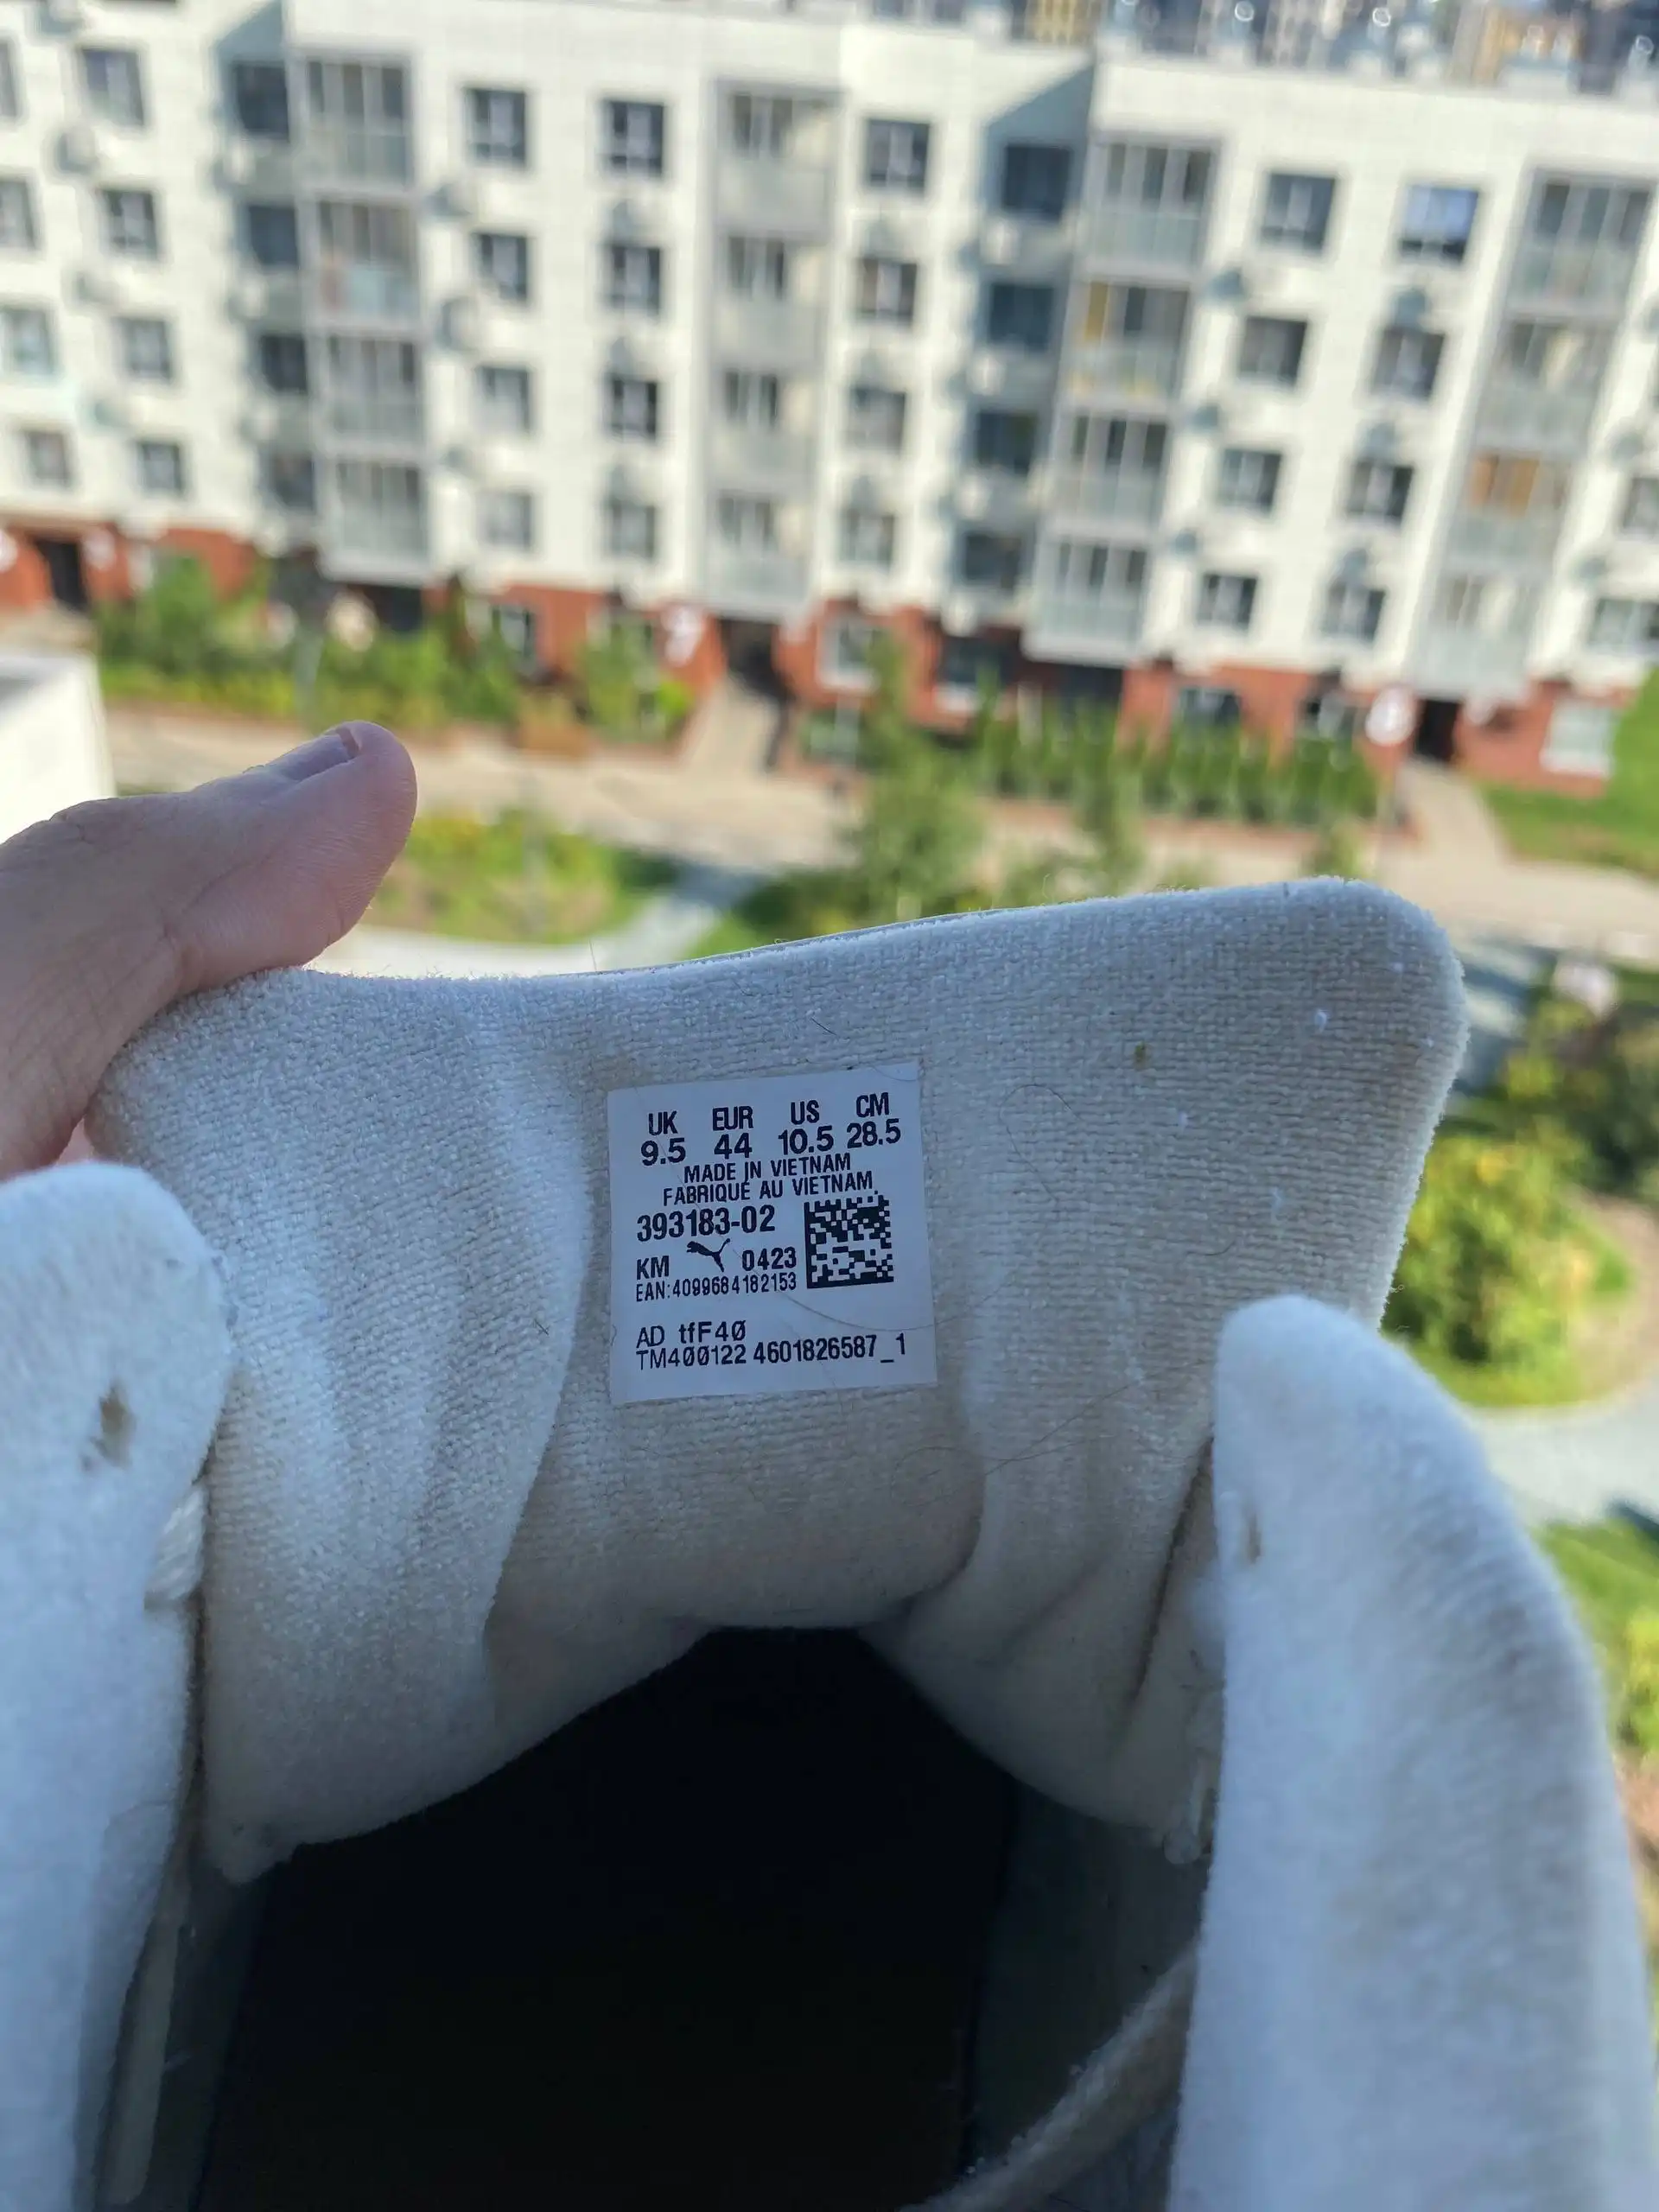 UK EUR US CM
9.5 44 10.5 28.5
MADE IN VIETNAM
FABRIQUÉ AU VIETNAM
393183-02
KM 0423
EAN:4099684182153
AD tfF40
TM400122 4601826587_1